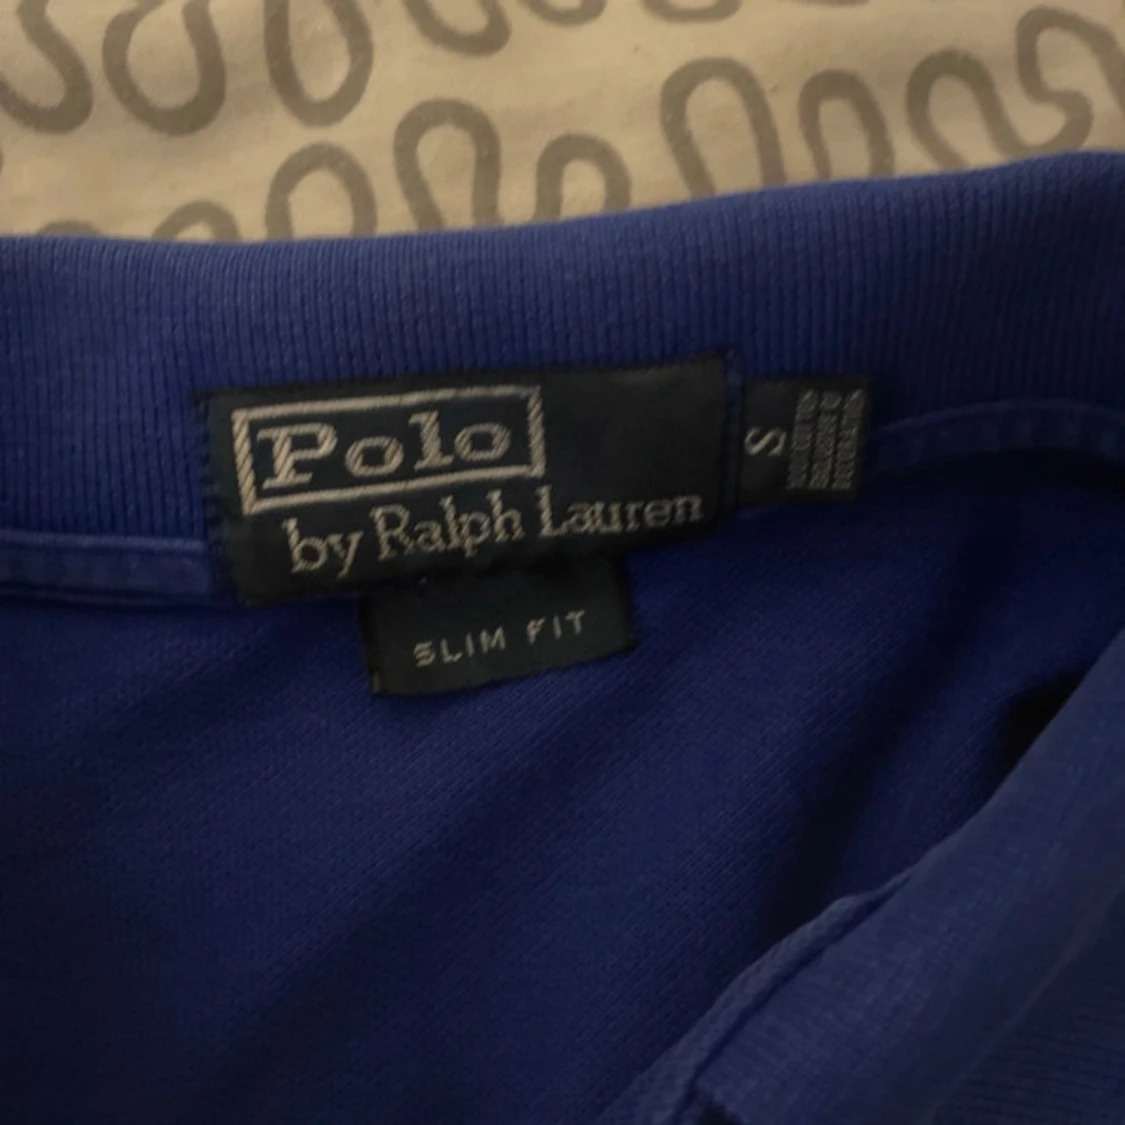 Polo
by Ralph Lauren
S
SLIM FIT